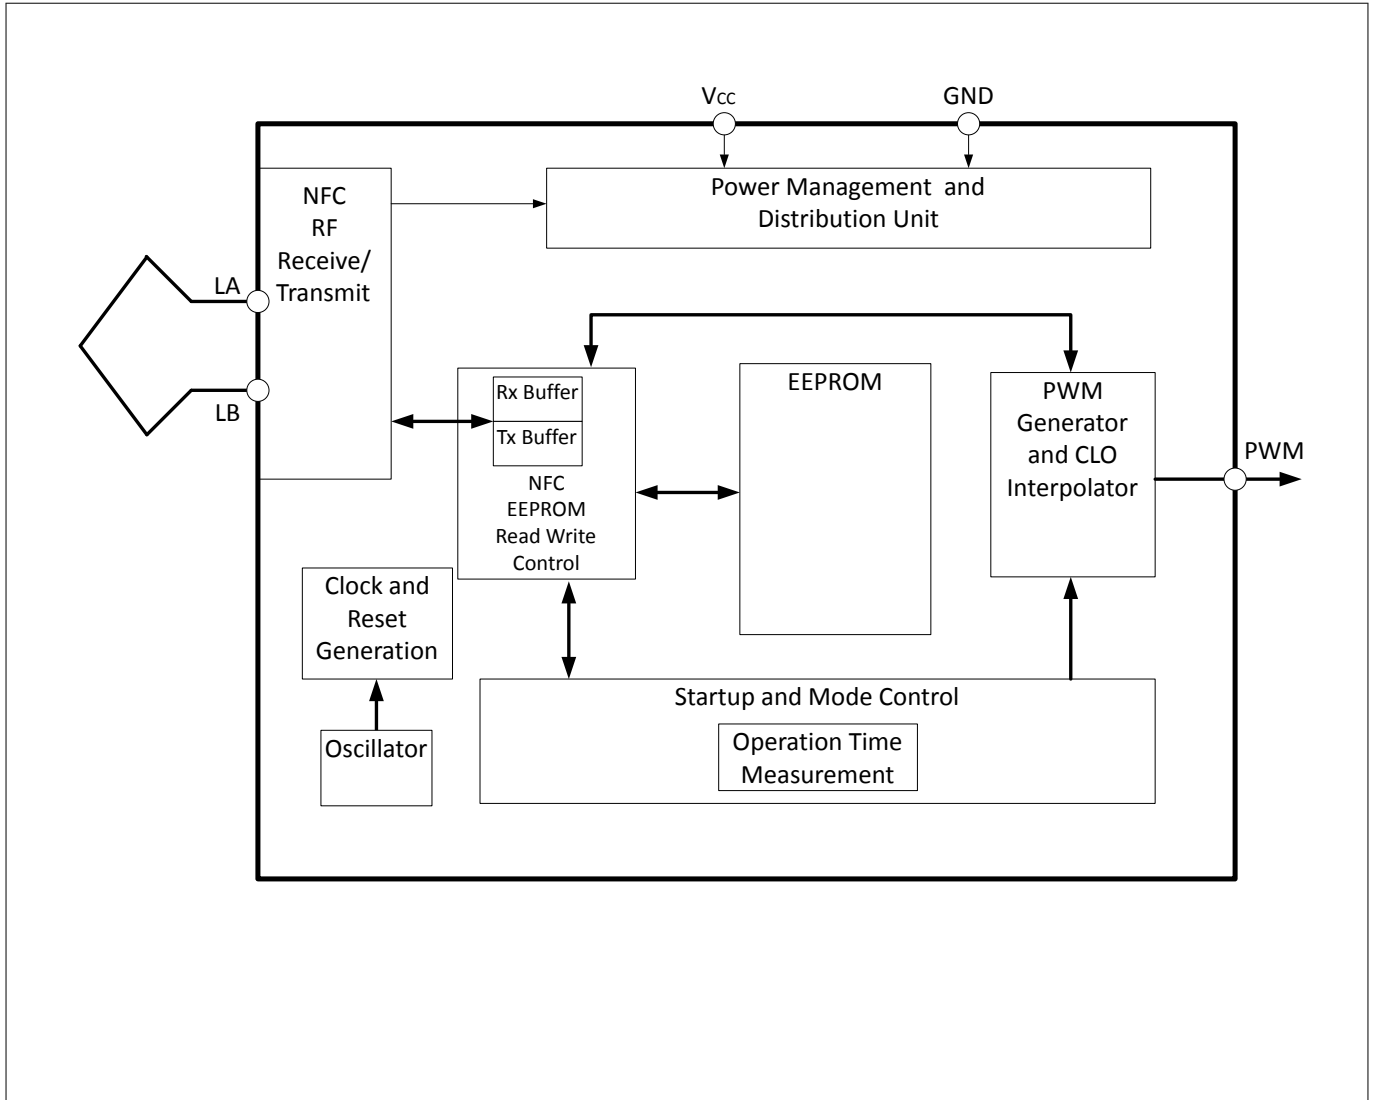 Vcc
GND
NFC
RF
Receive/
Transmit
Power Management and
Distribution Unit
LA
LB
Rx Buffer
Tx Buffer
NFC
EEPROM
Read Write
Control
EEPROM
PWM
Generator
and CLO
Interpolator
PWM
Clock and
Reset
Generation
Oscillator
Startup and Mode Control
Operation Time
Measurement